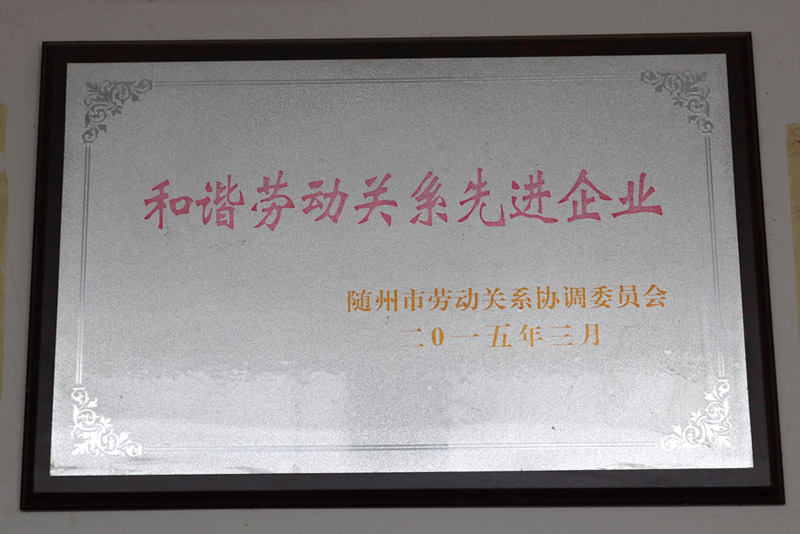 和谐劳动关系先进企业
随州市劳动关系协调委员会
二0一五年三月